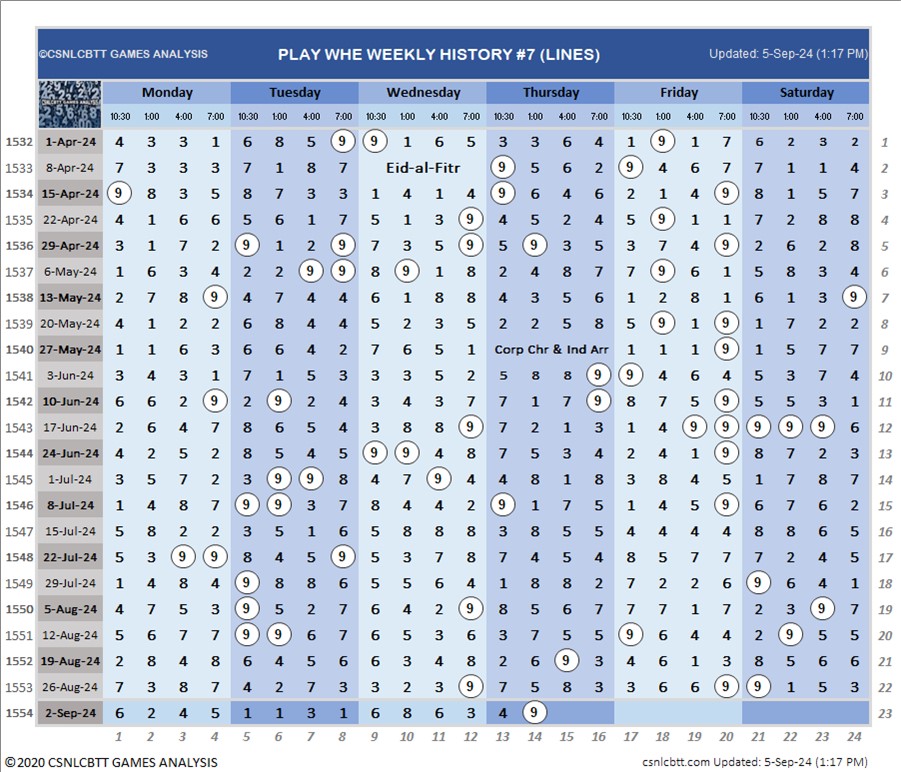 ©CSNLCBTT GAMES ANALYSIS PLAY WHE WEEKLY HISTORY #7 (LINES) Updated: 5-Sep-24 (1:17 PM)
CSNLCBTT GAMES ANALYSIS Monday Tuesday Wednesday Thursday Friday Saturday
10:30 1:00 4:00 7:00 10:30 1:00 4:00 7:00 10:30 1:00 4:00 7:00 10:30 1:00 4:00 7:00 10:30 1:00 4:00 7:00 10:30 1:00 4:00 7:00
1532 1-Apr-24 4 3 3 1 6 8 5 9 9 1 6 5 3 3 6 4 1 9 1 7 6 2 3 2 1
1533 8-Apr-24 7 3 3 3 7 1 8 7 Eid-al-Fitr 9 5 6 2 9 4 6 7 7 1 1 4 2
1534 15-Apr-24 9 8 3 5 8 7 3 3 1 4 1 4 9 6 4 6 2 1 4 9 8 1 5 7 3
1535 22-Apr-24 4 1 6 6 5 6 1 7 5 1 3 9 4 5 2 4 5 9 1 1 7 2 8 8 4
1536 29-Apr-24 3 1 7 2 9 1 2 9 7 3 5 9 5 9 3 5 3 7 4 9 2 6 2 8 5
1537 6-May-24 1 6 3 4 2 2 9 9 8 9 1 8 2 4 8 7 7 9 6 1 5 8 3 4 6
1538 13-May-24 2 7 8 9 4 7 4 4 6 1 8 8 4 3 5 6 1 2 8 1 6 1 3 9 7
1539 20-May-24 4 1 2 2 6 8 4 4 5 2 3 5 2 2 5 8 5 9 1 9 1 7 2 2 8
1540 27-May-24 1 1 6 3 6 6 4 2 7 6 5 1 Corp Chr & Ind Arr 1 1 1 9 1 5 7 7 9
1541 3-Jun-24 3 4 3 1 7 1 5 3 3 3 5 2 5 8 8 9 9 4 6 4 5 3 7 4 10
1542 10-Jun-24 6 6 2 9 2 9 2 4 3 4 3 7 7 1 7 9 8 7 5 9 5 5 3 1 11
1543 17-Jun-24 2 6 4 7 8 6 5 4 3 8 8 9 7 2 1 3 1 4 9 9 9 9 9 6 12
1544 24-Jun-24 4 2 5 2 8 5 4 5 9 9 4 8 7 5 3 4 2 4 1 9 8 7 2 3 13
1545 1-Jul-24 3 5 7 2 3 9 9 8 4 7 9 4 4 8 1 8 3 8 4 5 1 7 8 7 14
1546 8-Jul-24 1 4 8 7 9 9 3 7 8 4 4 2 9 1 7 5 1 4 5 9 6 7 6 2 15
1547 15-Jul-24 5 8 2 2 3 5 1 6 5 8 8 8 3 8 5 5 4 4 4 4 8 8 6 5 16
1548 22-Jul-24 5 3 9 9 8 4 5 9 5 3 7 8 7 4 5 4 8 5 7 7 7 2 4 5 17
1549 29-Jul-24 1 4 8 4 9 8 8 6 5 5 6 4 1 8 8 2 7 2 2 6 9 6 4 1 18
1550 5-Aug-24 4 7 5 3 9 5 2 7 6 4 2 9 8 5 6 7 7 7 1 7 2 3 9 7 19
1551 12-Aug-24 5 6 7 7 9 9 6 7 6 5 3 6 3 7 5 5 9 6 4 4 2 9 5 5 20
1552 19-Aug-24 2 8 4 8 6 4 5 6 6 3 4 8 2 6 9 3 4 6 1 3 8 5 6 6 21
1553 26-Aug-24 7 3 8 7 4 2 7 3 3 2 3 9 7 5 8 3 3 6 6 9 9 1 5 3 22
1554 2-Sep-24 6 2 4 5 1 1 3 1 6 8 6 3 4 9 23
1 2 3 4 5 6 7 8 9 10 11 12 13 14 15 16 17 18 19 20 21 22 23 24
©2020 CSNLCBTT GAMES ANALYSIS csnlcbtt.com Updated: 5-Sep-24 (1:17 PM)